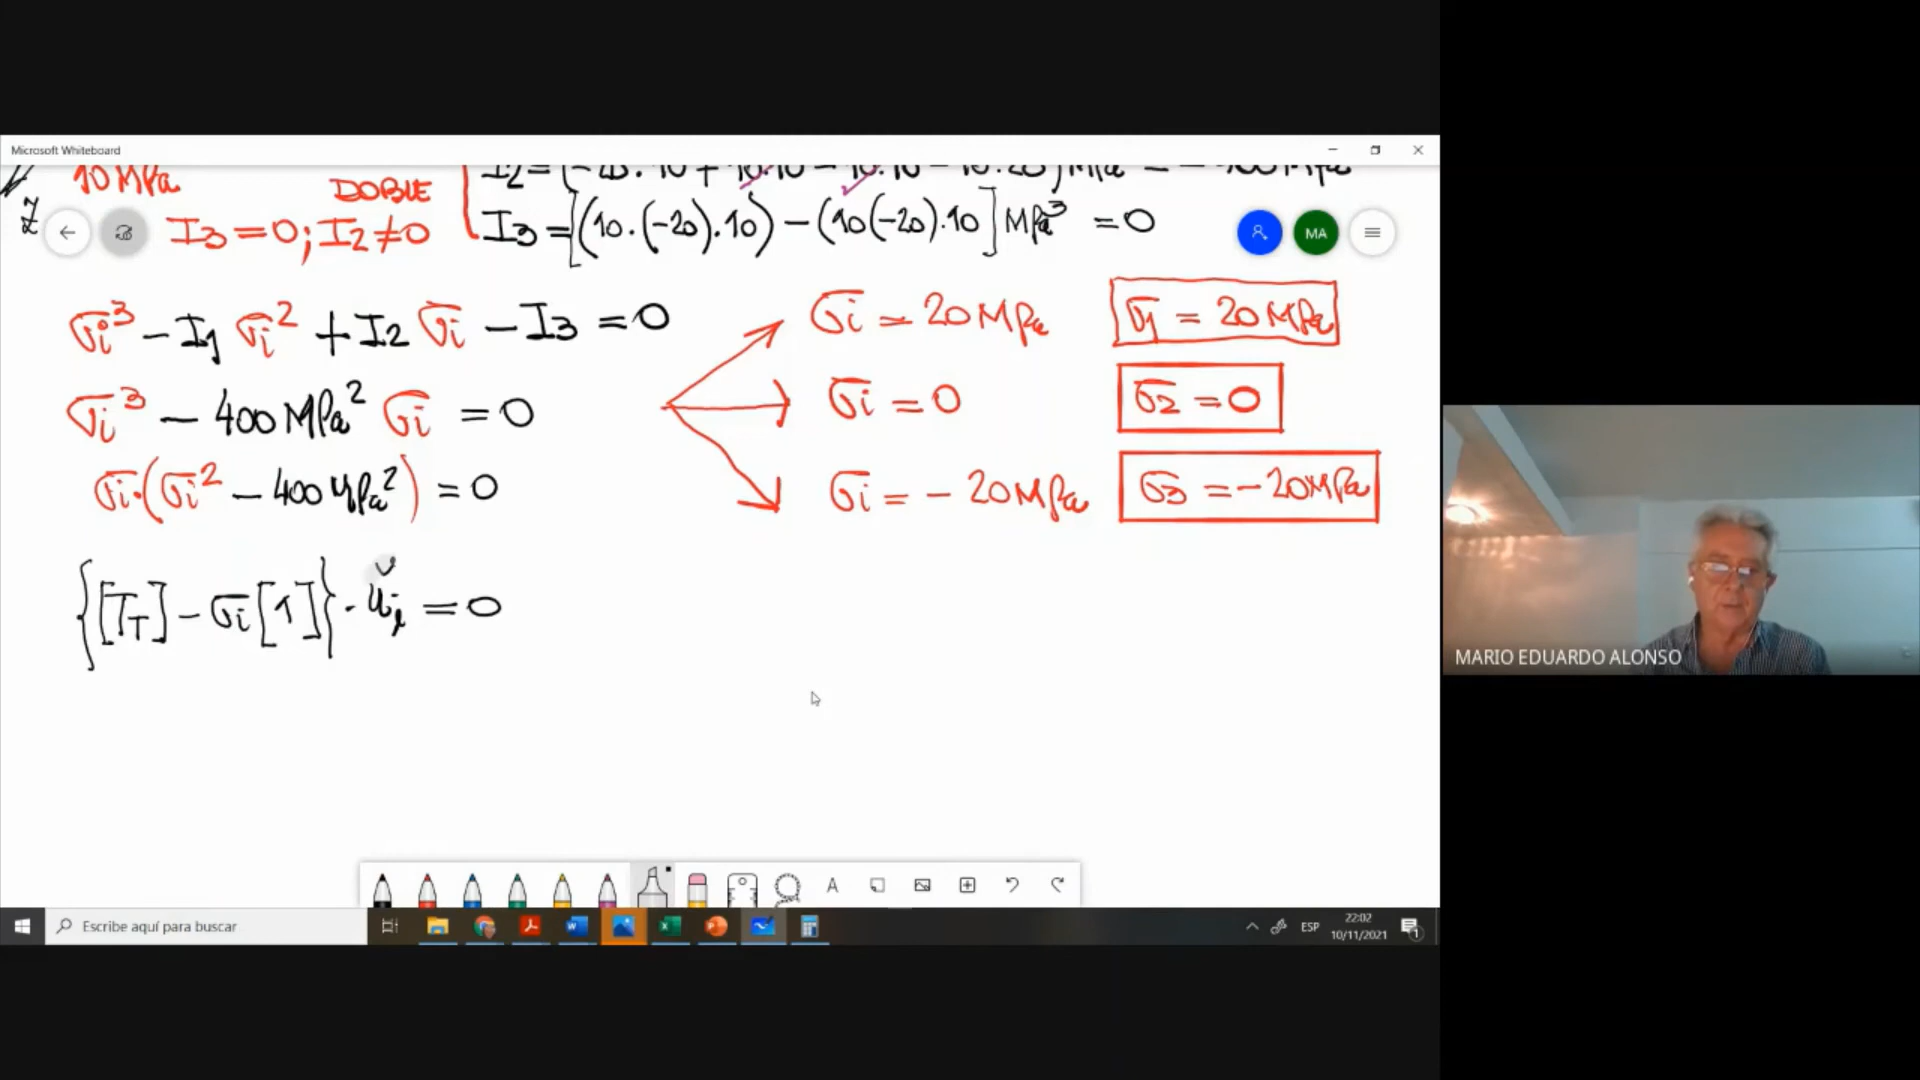 Microsoft Whiteboard
10 MPa
DOBLE
I3 = 0; I2 ≠ 0
z
I3 = [(10.(-20).10) - (10(-20).10] MPa³ = 0
MA
σi³ - I1 σi² + I2 σi - I3 = 0
σi = 20 MPa
σ1 = 20 MPa
σi³ - 400 MPa² σi = 0
σi = 0
σ2 = 0
σi.(σi² - 400 MPa²) = 0
σi = - 20 MPa
σ3 = - 20 MPa
{[TT] - σi [1]} . ǔi = 0
MARIO EDUARDO ALONSO
A
Escribe aquí para buscar
ESP
22:02
10/11/2021
1